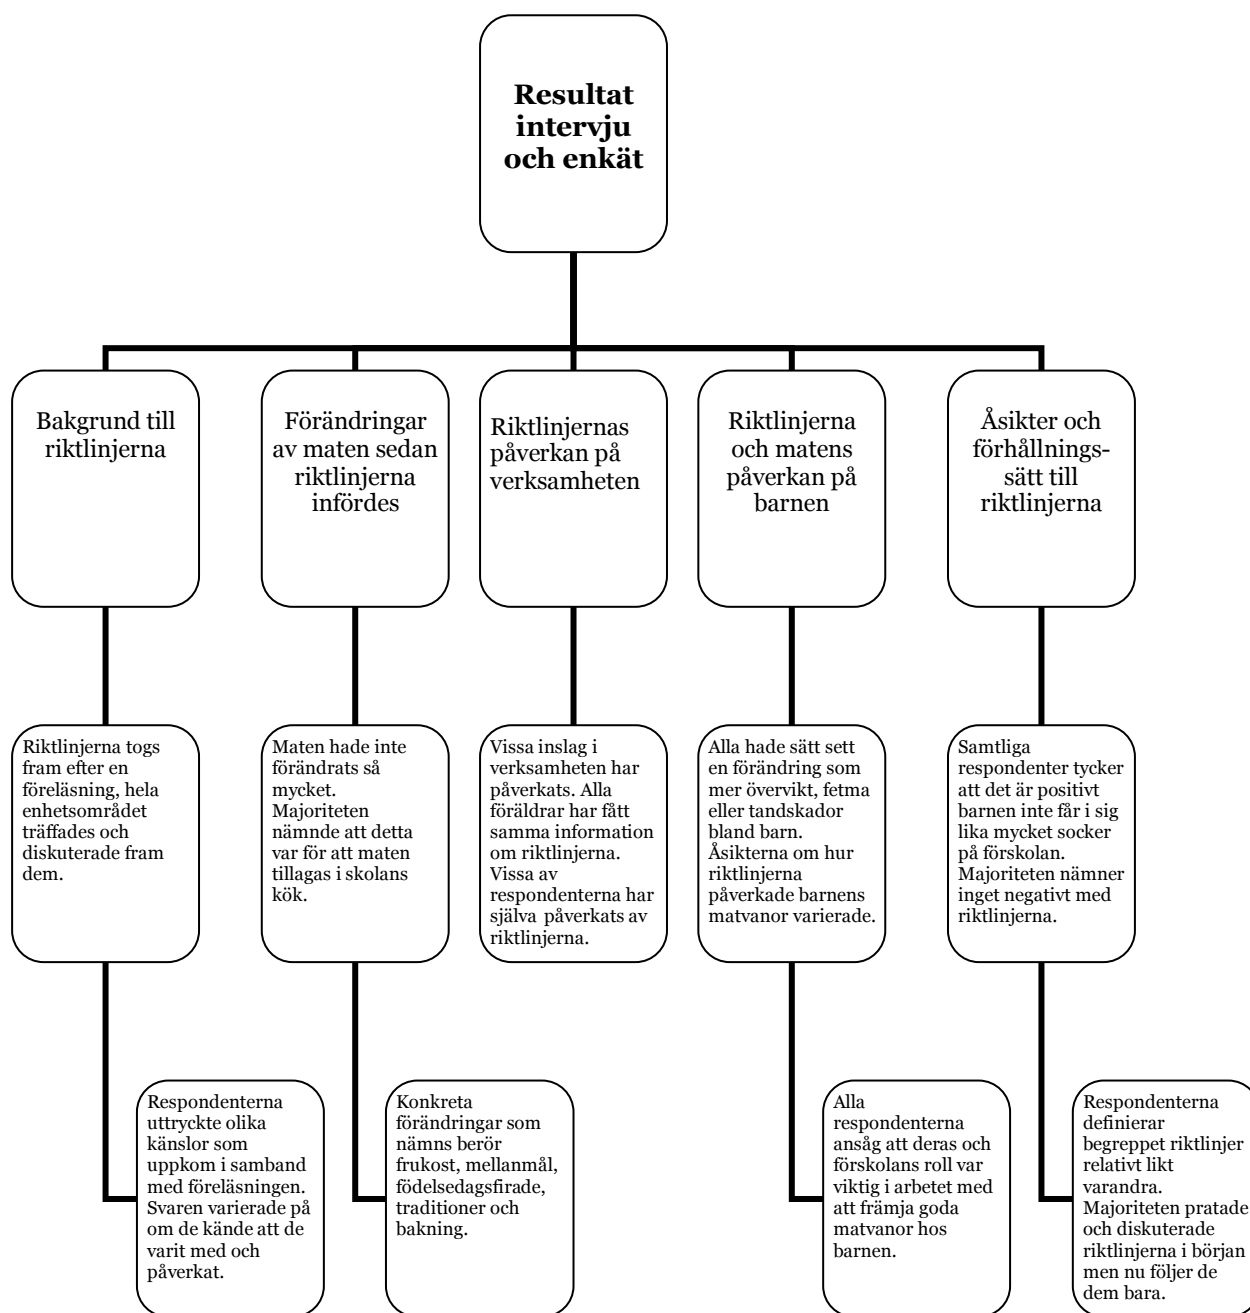 Resultat
intervju
och enkät
Bakgrund till
riktlinjerna
Förändringar
av maten sedan
riktlinjerna
infördes
Riktlinjernas
påverkan på
verksamheten
Riktlinjerna
och matens
påverkan på
barnen
Åsikter och
förhållnings-
sätt till
riktlinjerna
Riktlinjerna togs
fram efter en
föreläsning, hela
enhetsområdet
träffades och
diskuterade fram
dem.
Maten hade inte
förändrats så
mycket.
Majoriteten
nämnde att detta
var för att maten
tillagas i skolans
kök.
Vissa inslag i
verksamheten har
påverkats. Alla
föräldrar har fått
samma information
om riktlinjerna.
Vissa av
respondenterna har
själva påverkats av
riktlinjerna.
Alla hade sätt sett
en förändring som
mer övervikt, fetma
eller tandskador
bland barn.
Åsikterna om hur
riktlinjerna
påverkade barnens
matvanor varierade.
Samtliga
respondenter tycker
att det är positivt
barnen inte får i sig
lika mycket socker
på förskolan.
Majoriteten nämner
inget negativt med
riktlinjerna.
Respondenterna
uttryckte olika
känslor som
uppkom i samband
med föreläsningen.
Svaren varierade på
om de kände att de
varit med och
påverkat.
Konkreta
förändringar som
nämns berör
frukost, mellanmål,
födelsedagsfirade,
traditioner och
bakning.
Alla
respondenterna
ansåg att deras och
förskolans roll var
viktig i arbetet med
att främja goda
matvanor hos
barnen.
Respondenterna
definierar
begreppet riktlinjer
relativt likt
varandra.
Majoriteten pratade
och diskuterade
riktlinjerna i början
men nu följer de
dem bara.